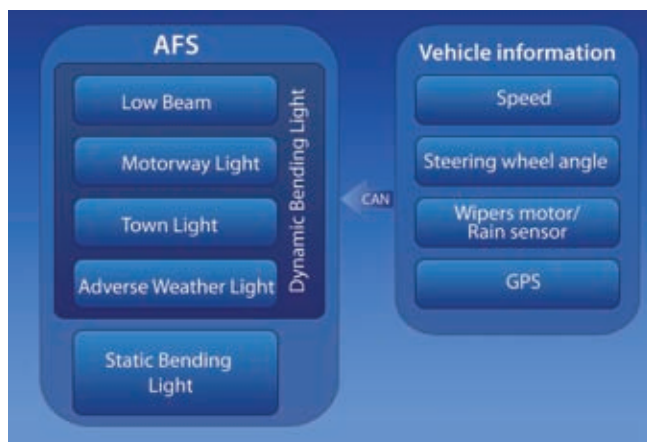 AFS
Low Beam
Motorway Light
Town Light
Adverse Weather Light
Dynamic Bending Light
Static Bending
Light
CAN
Vehicle information
Speed
Steering wheel angle
Wipers motor/
Rain sensor
GPS